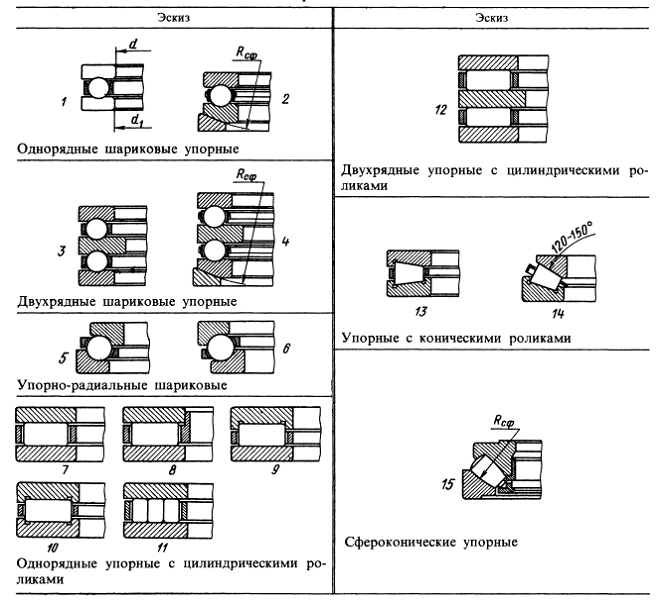 Эскиз
d
Rсф
1
2
d1
Однорядные шариковые упорные
Rсф
3
4
Двухрядные шариковые упорные
5
6
Упорно-радиальные шариковые
7
8
9
10
11
Однорядные упорные с цилиндрическими ро-
ликами
Эскиз
12
Двухрядные упорные с цилиндрическими ро-
ликами
120-150°
13
14
Упорные с коническими роликами
Rсф
15
Сфероконические упорные